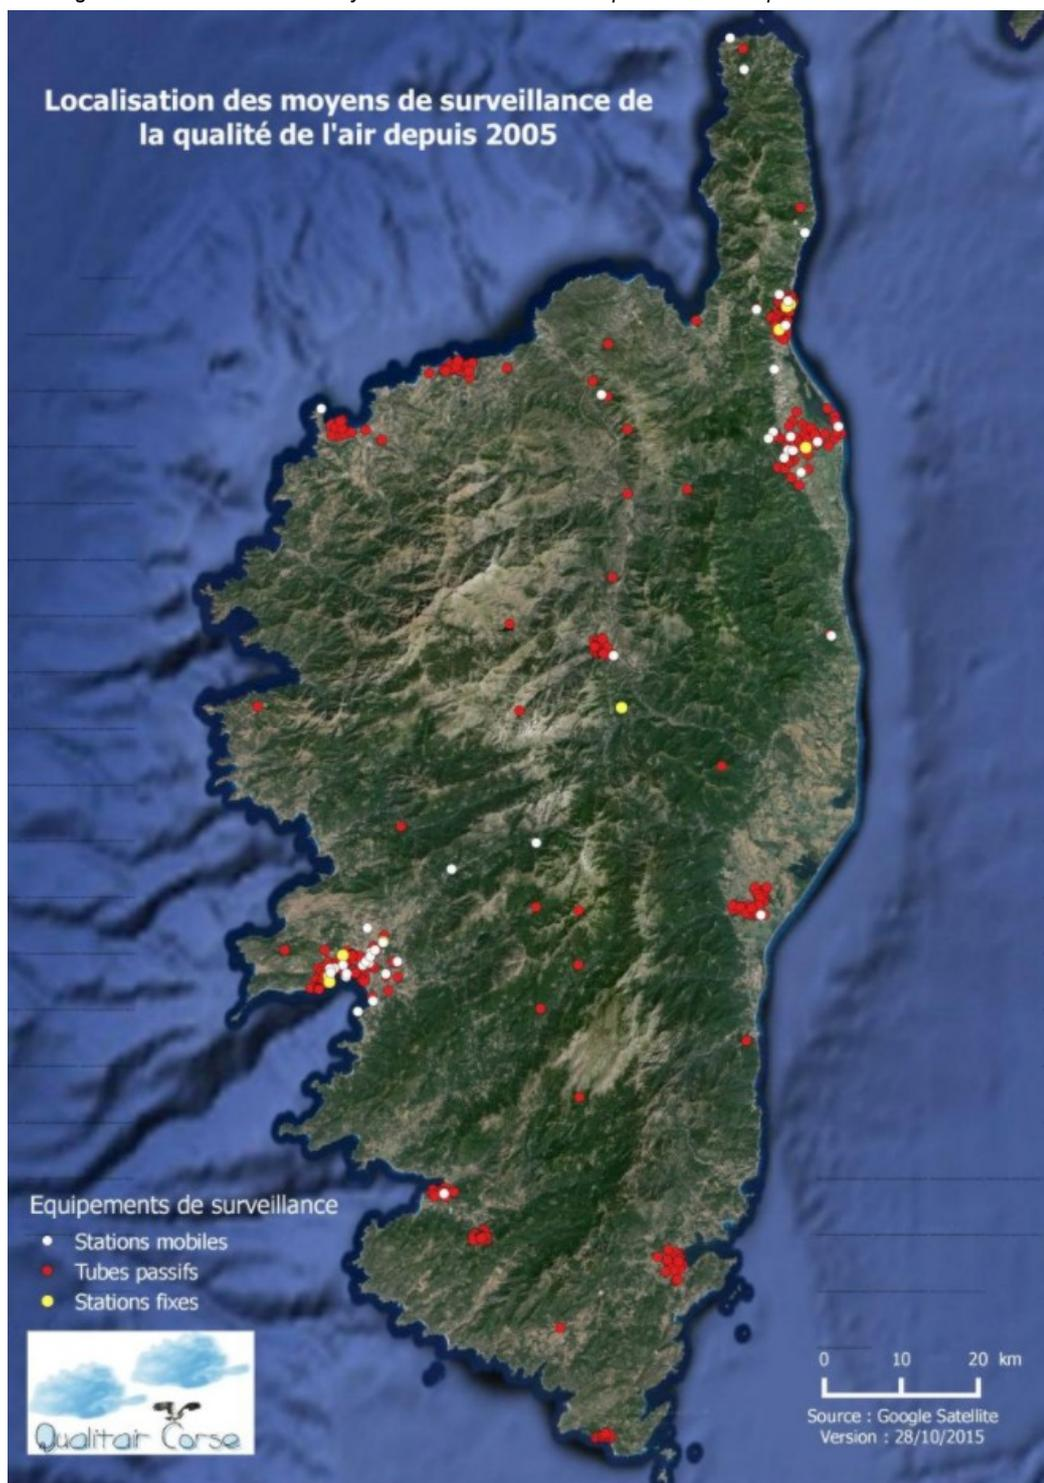 Localisation des moyens de surveillance de
la qualité de l'air depuis 2005
Equipements de surveillance
Stations mobiles
Tubes passifs
Stations fixes
Qualitair Corse
0 10 20 km
Source : Google Satellite
Version : 28/10/2015